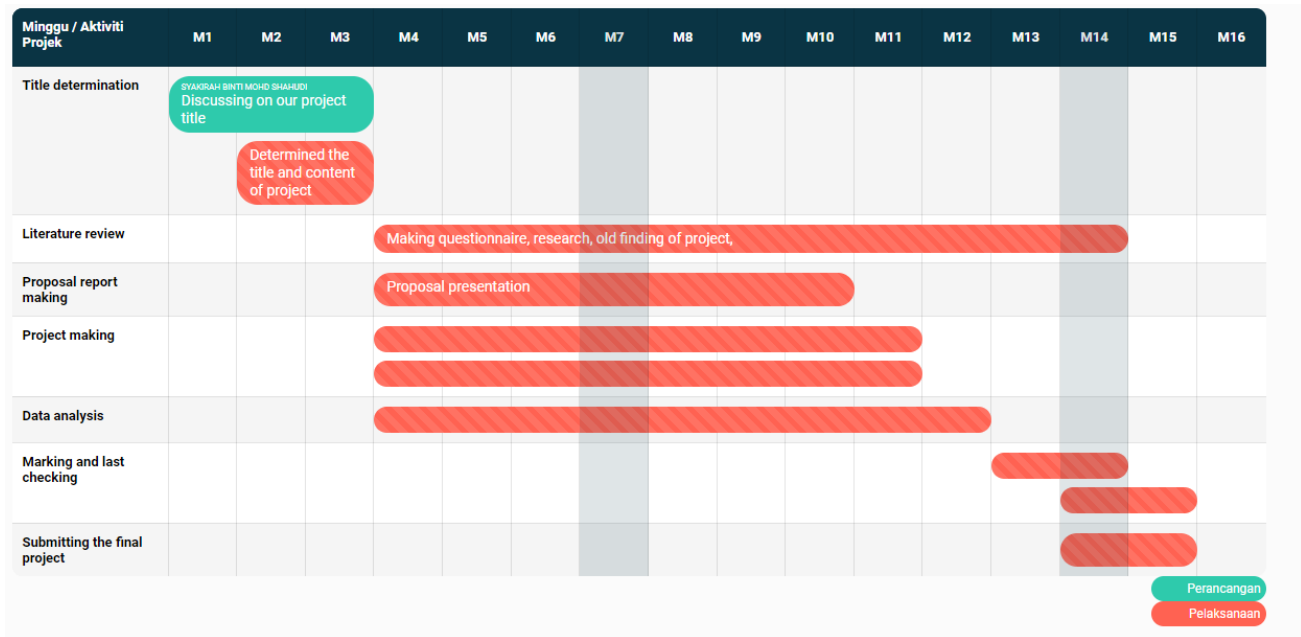 Minggu / Aktiviti
Projek
M1 M2 M3 M4 M5 M6 M7 M8 M9 M10 M11 M12 M13 M14 M15 M16
Title determination
SYAKIRAH BINTI MOHD SHAHUDI
Discussing on our project
title
Determined the
title and content
of project
Literature review
Making questionnaire, research, old finding of project,
Proposal report
making
Proposal presentation
Project making
Data analysis
Marking and last
checking
Submitting the final
project
Perancangan
Pelaksanaan